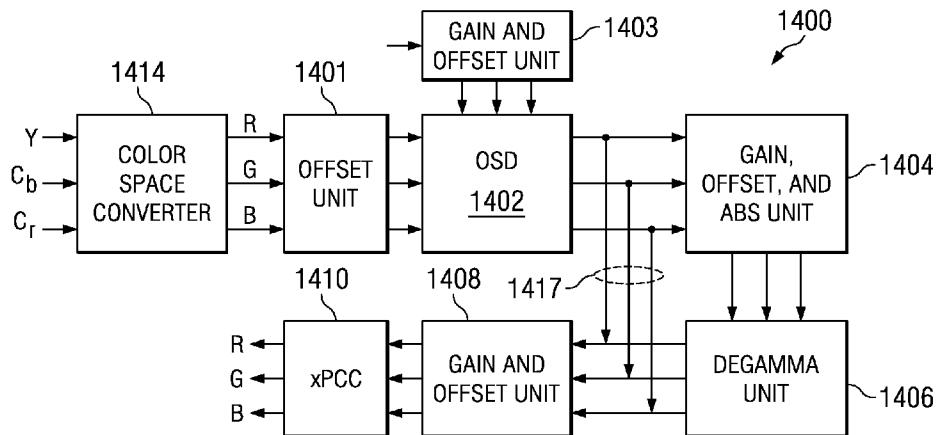 GAIN AND
OFFSET UNIT
1403
1400
1414
1401
Y
Cb
Cr
COLOR
SPACE
CONVERTER
R
G
B
OFFSET
UNIT
OSD
1402
GAIN,
OFFSET, AND
ABS UNIT
1404
1417
1410
1408
R
G
B
xPCC
GAIN AND
OFFSET UNIT
DEGAMMA
UNIT
1406